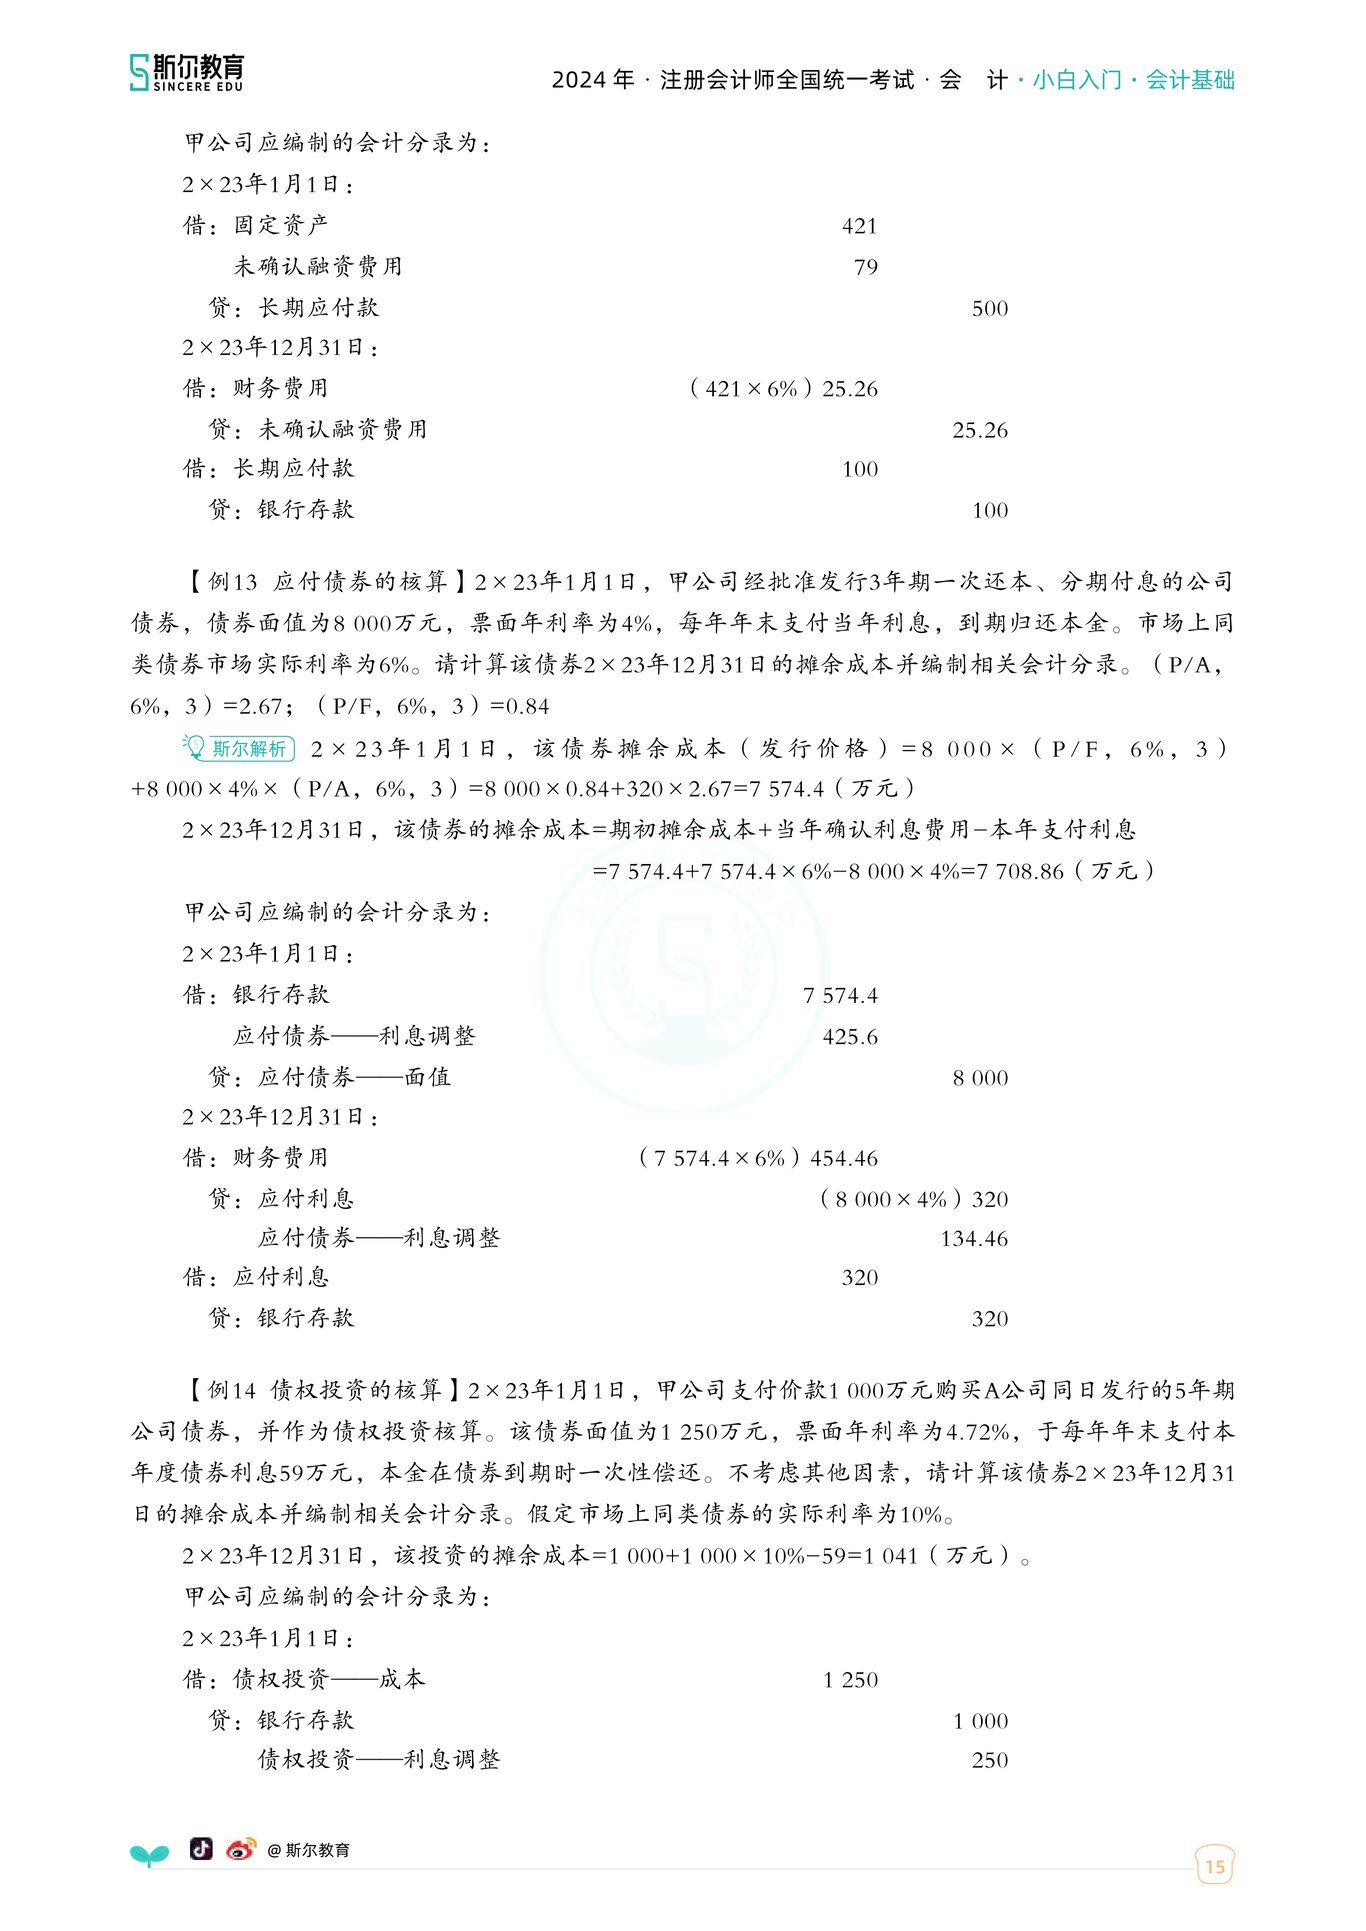 斯尔教育
SINCERE EDU
2024 年·注册会计师全国统一考试·会　计·小白入门·会计基础
甲公司应编制的会计分录为：
2×23年1月1日：
借：固定资产 421
未确认融资费用 79
贷：长期应付款 500
2×23年12月31日：
借：财务费用 （421×6%）25.26
贷：未确认融资费用 25.26
借：长期应付款 100
贷：银行存款 100
【例13 应付债券的核算】2×23年1月1日，甲公司经批准发行3年期一次还本、分期付息的公司
债券，债券面值为8 000万元，票面年利率为4%，每年年末支付当年利息，到期归还本金。市场上同
类债券市场实际利率为6%。请计算该债券2×23年12月31日的摊余成本并编制相关会计分录。（P/A，
6%，3）=2.67；（P/F，6%，3）=0.84
斯尔解析 2×23年1月1日，该债券摊余成本（发行价格）=8 000×（P/F，6%，3）
+8 000×4%×（P/A，6%，3）=8 000×0.84+320×2.67=7 574.4（万元）
2×23年12月31日，该债券的摊余成本=期初摊余成本+当年确认利息费用-本年支付利息
=7 574.4+7 574.4×6%-8 000×4%=7 708.86（万元）
甲公司应编制的会计分录为：
2×23年1月1日：
借：银行存款 7 574.4
应付债券——利息调整 425.6
贷：应付债券——面值 8 000
2×23年12月31日：
借：财务费用 （7 574.4×6%）454.46
贷：应付利息 （8 000×4%）320
应付债券——利息调整 134.46
借：应付利息 320
贷：银行存款 320
【例14 债权投资的核算】2×23年1月1日，甲公司支付价款1 000万元购买A公司同日发行的5年期
公司债券，并作为债权投资核算。该债券面值为1 250万元，票面年利率为4.72%，于每年年末支付本
年度债券利息59万元，本金在债券到期时一次性偿还。不考虑其他因素，请计算该债券2×23年12月31
日的摊余成本并编制相关会计分录。假定市场上同类债券的实际利率为10%。
2×23年12月31日，该投资的摊余成本=1 000+1 000×10%-59=1 041（万元）。
甲公司应编制的会计分录为：
2×23年1月1日：
借：债权投资——成本 1 250
贷：银行存款 1 000
债权投资——利息调整 250
@ 斯尔教育
15